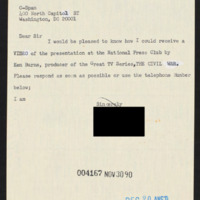 C-Span
400 North Capitol ST
Washington, DC 20001
Dear Sir
I would be pleased to know how I could receive a
VIDEO of the presentation at the National Press Club by
Ken Burns, producer of the Great TV Series, THE CIVIL WAR.
Please respond as soon as possible or use the telephone number
below;
I am
Sincerely
004167 NOV 30 90